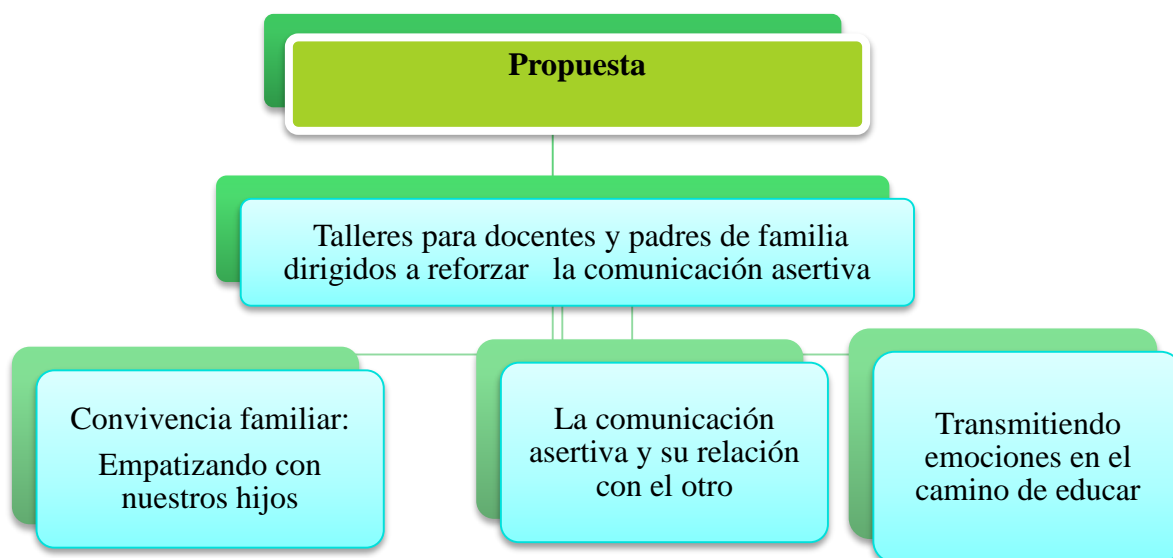 Propuesta
Talleres para docentes y padres de familia
dirigidos a reforzar   la comunicación asertiva
Convivencia familiar:
Empatizando con
nuestros hijos
La comunicación
asertiva y su relación
con el otro
Transmitiendo
emociones en el
camino de educar